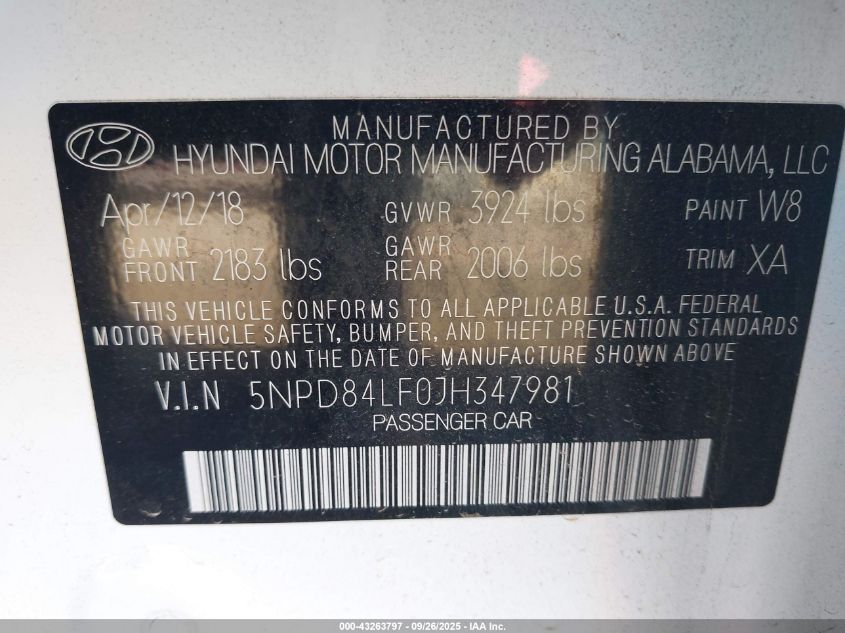 MANUFACTURED BY
HYUNDAI MOTOR MANUFACTURING ALABAMA, LLC
Apr/12/18 GVWR 3924 lbs PAINT W8
GAWR FRONT 2183 lbs GAWR REAR 2006 lbs TRIM XA
THIS VEHICLE CONFORMS TO ALL APPLICABLE U.S.A. FEDERAL
MOTOR VEHICLE SAFETY, BUMPER, AND THEFT PREVENTION STANDARDS
IN EFFECT ON THE DATE OF MANUFACTURE SHOWN ABOVE
V.I.N 5NPD84LF0JH347981
PASSENGER CAR
000-43263797 - 09/26/2025 - IAA Inc.